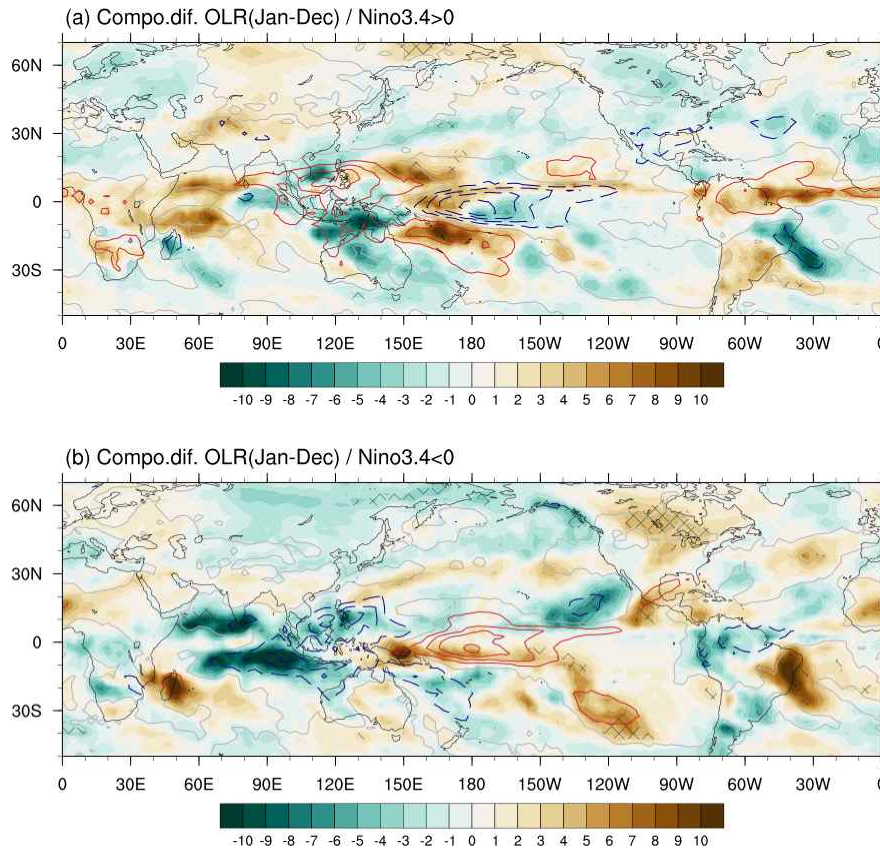 (a) Compo.dif. OLR(Jan-Dec) / Nino3.4>0
60N
30N
0
30S
0 30E 60E 90E 120E 150E 180 150W 120W 90W 60W 30W 0
-10 -9 -8 -7 -6 -5 -4 -3 -2 -1 0 1 2 3 4 5 6 7 8 9 10
(b) Compo.dif. OLR(Jan-Dec) / Nino3.4<0
60N
30N
0
30S
0 30E 60E 90E 120E 150E 180 150W 120W 90W 60W 30W 0
-10 -9 -8 -7 -6 -5 -4 -3 -2 -1 0 1 2 3 4 5 6 7 8 9 10